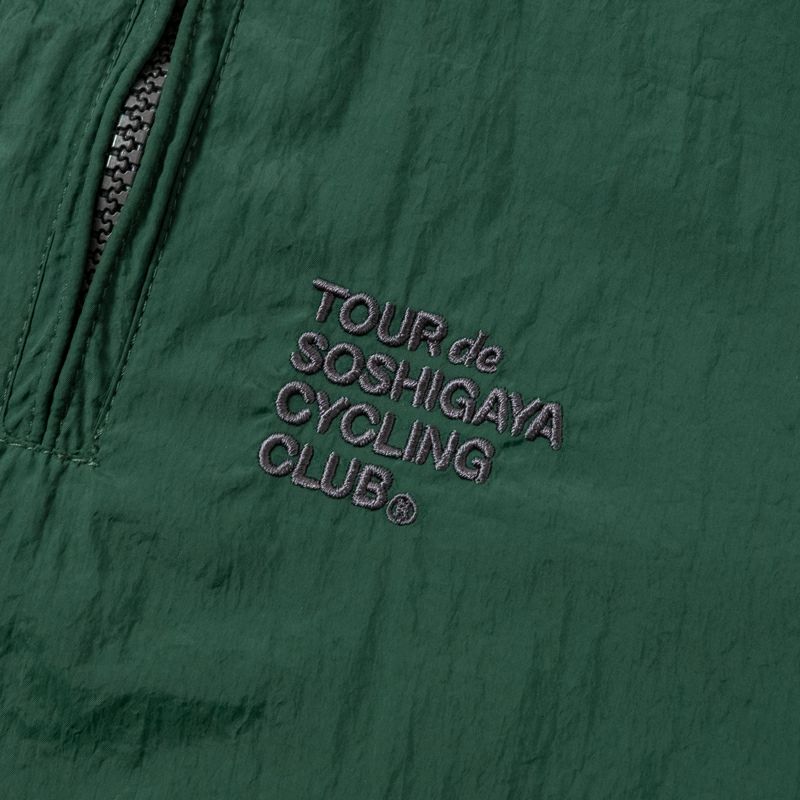 TOUR de
SOSHIGAYA
CYCLING
CLUB®